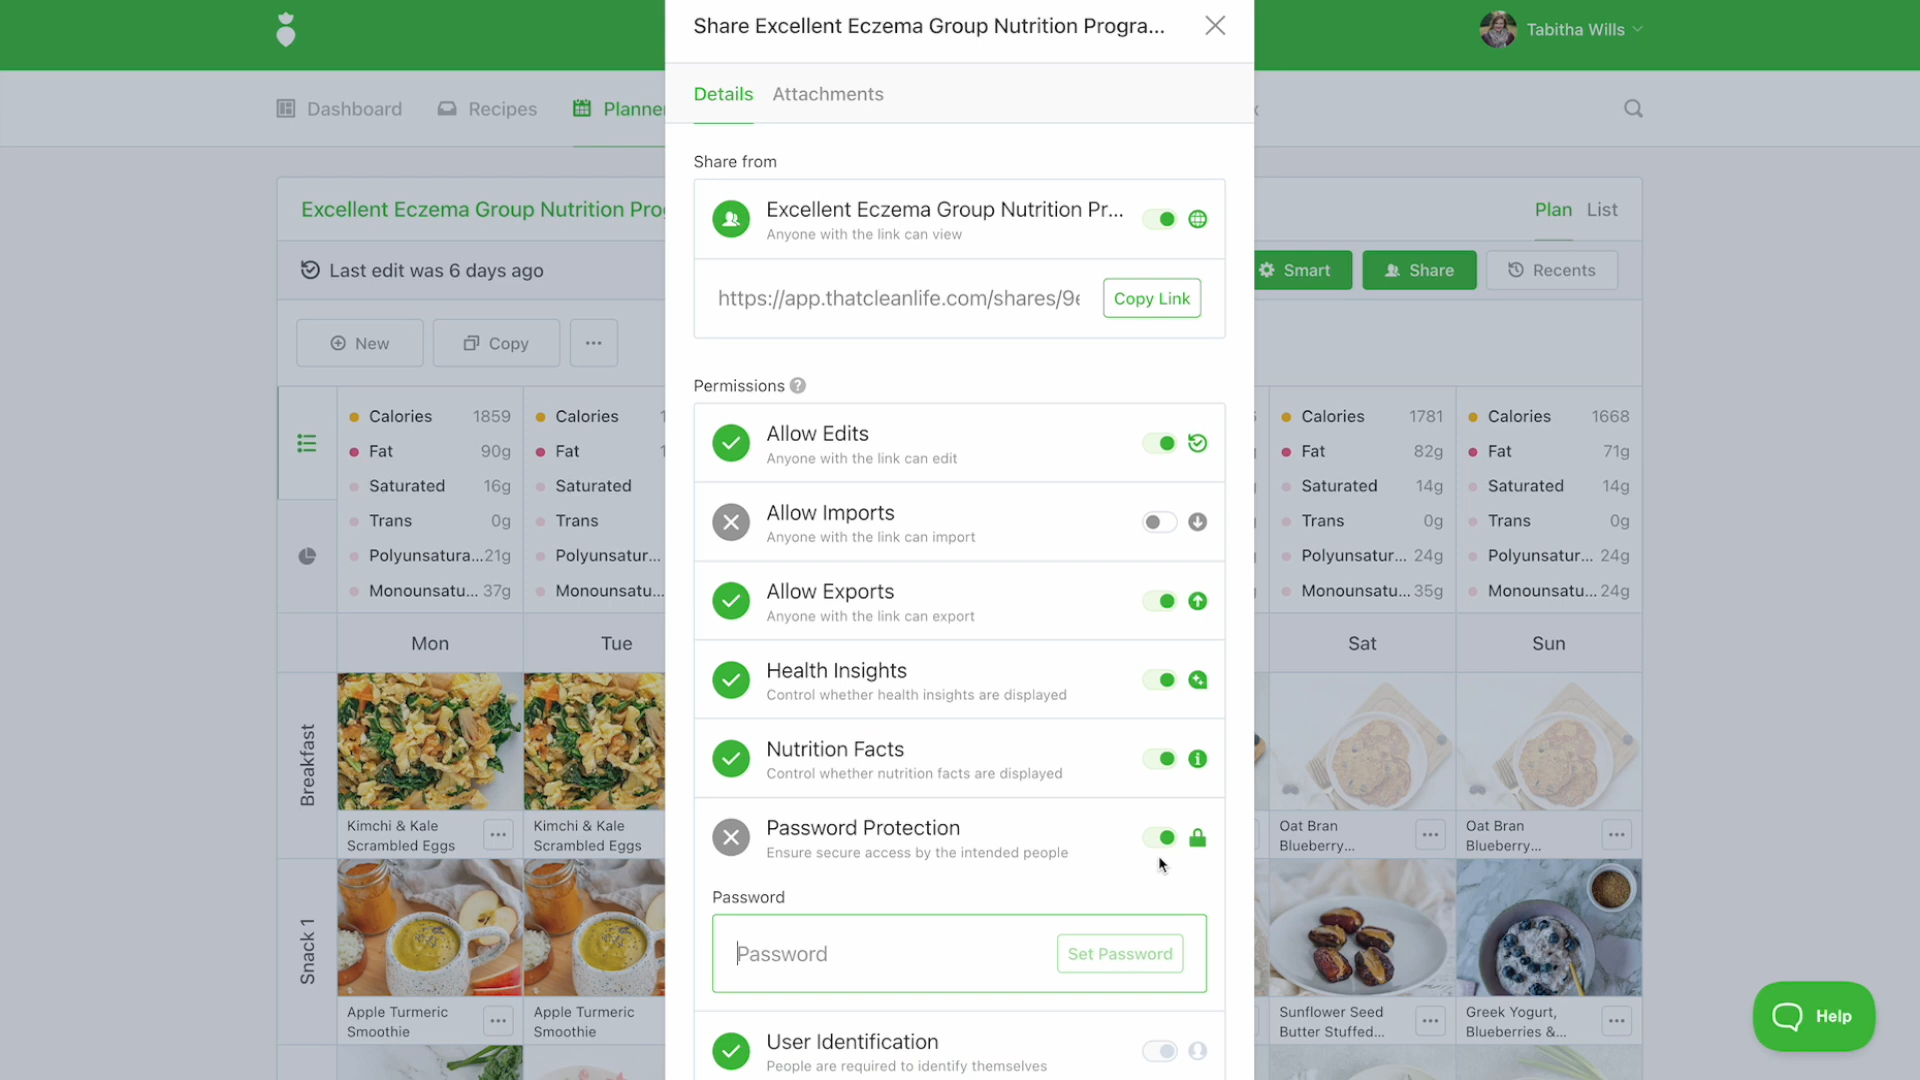 Share Excellent Eczema Group Nutrition Progra...
Tabitha Wills
Dashboard
Recipes
Planner
Details
Attachments
Excellent Eczema Group Nutrition Pro
Plan
List
Last edit was 6 days ago
Smart
Share
Recents
New
Copy
Share from
Excellent Eczema Group Nutrition Pr...
Anyone with the link can view
https://app.thatcleanlife.com/shares/9e
Copy Link
Permissions
Allow Edits
Anyone with the link can edit
Allow Imports
Anyone with the link can import
Allow Exports
Anyone with the link can export
Health Insights
Control whether health insights are displayed
Nutrition Facts
Control whether nutrition facts are displayed
Password Protection
Ensure secure access by the intended people
Password
Password
Set Password
User Identification
People are required to identify themselves
Calories 1859
Fat 90g
Saturated 16g
Trans 0g
Polyunsatura...21g
Monounsatu... 37g
Calories 1
Fat 1
Saturated
Trans
Polyunsatur...
Monounsatu...
Calories 1781
Fat 82g
Saturated 14g
Trans 0g
Polyunsatur... 24g
Monounsatu... 35g
Calories 1668
Fat 71g
Saturated 14g
Trans 0g
Polyunsatur... 24g
Monounsatu... 24g
Mon
Tue
Sat
Sun
Breakfast
Kimchi & Kale
Scrambled Eggs
Kimchi & Kale
Scrambled Eggs
Oat Bran
Blueberry...
Oat Bran
Blueberry...
Snack 1
Apple Turmeric
Smoothie
Apple Turmeric
Smoothie
Sunflower Seed
Butter Stuffed...
Greek Yogurt,
Blueberries &...
Help